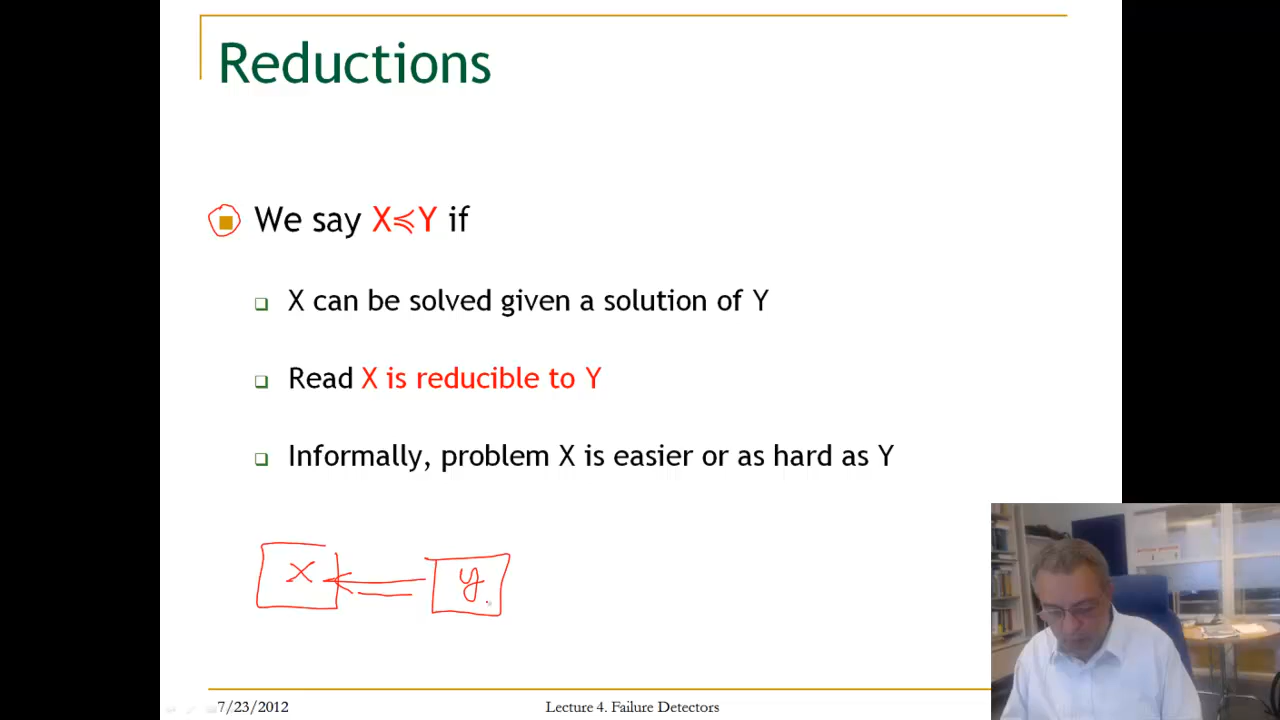 Reductions
We say X≼Y if
X can be solved given a solution of Y
Read X is reducible to Y
Informally, problem X is easier or as hard as Y
X
y
7/23/2012
Lecture 4. Failure Detectors